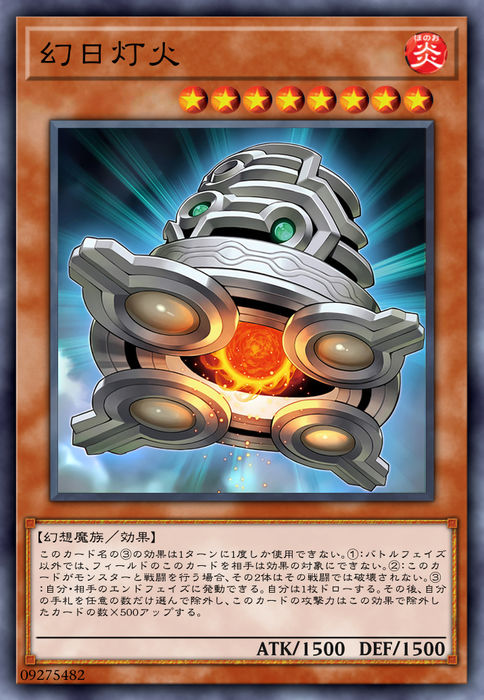 幻日灯火
ほのお
炎
【幻想魔族／効果】
このカード名の③の効果は1ターンに1度しか使用できない。①：バトルフェイズ
以外では、フィールドのこのカードを相手は効果の対象にできない。②：このカー
ドがモンスターと戦闘を行う場合、その2体はその戦闘では破壊されない。③
：自分・相手のエンドフェイズに発動できる。自分は1枚ドローする。その後、自分
の手札を任意の数だけ選んで除外し、このカードの攻撃力はこの効果で除外し
たカードの数×500アップする。
ATK/1500 DEF/1500
09275482